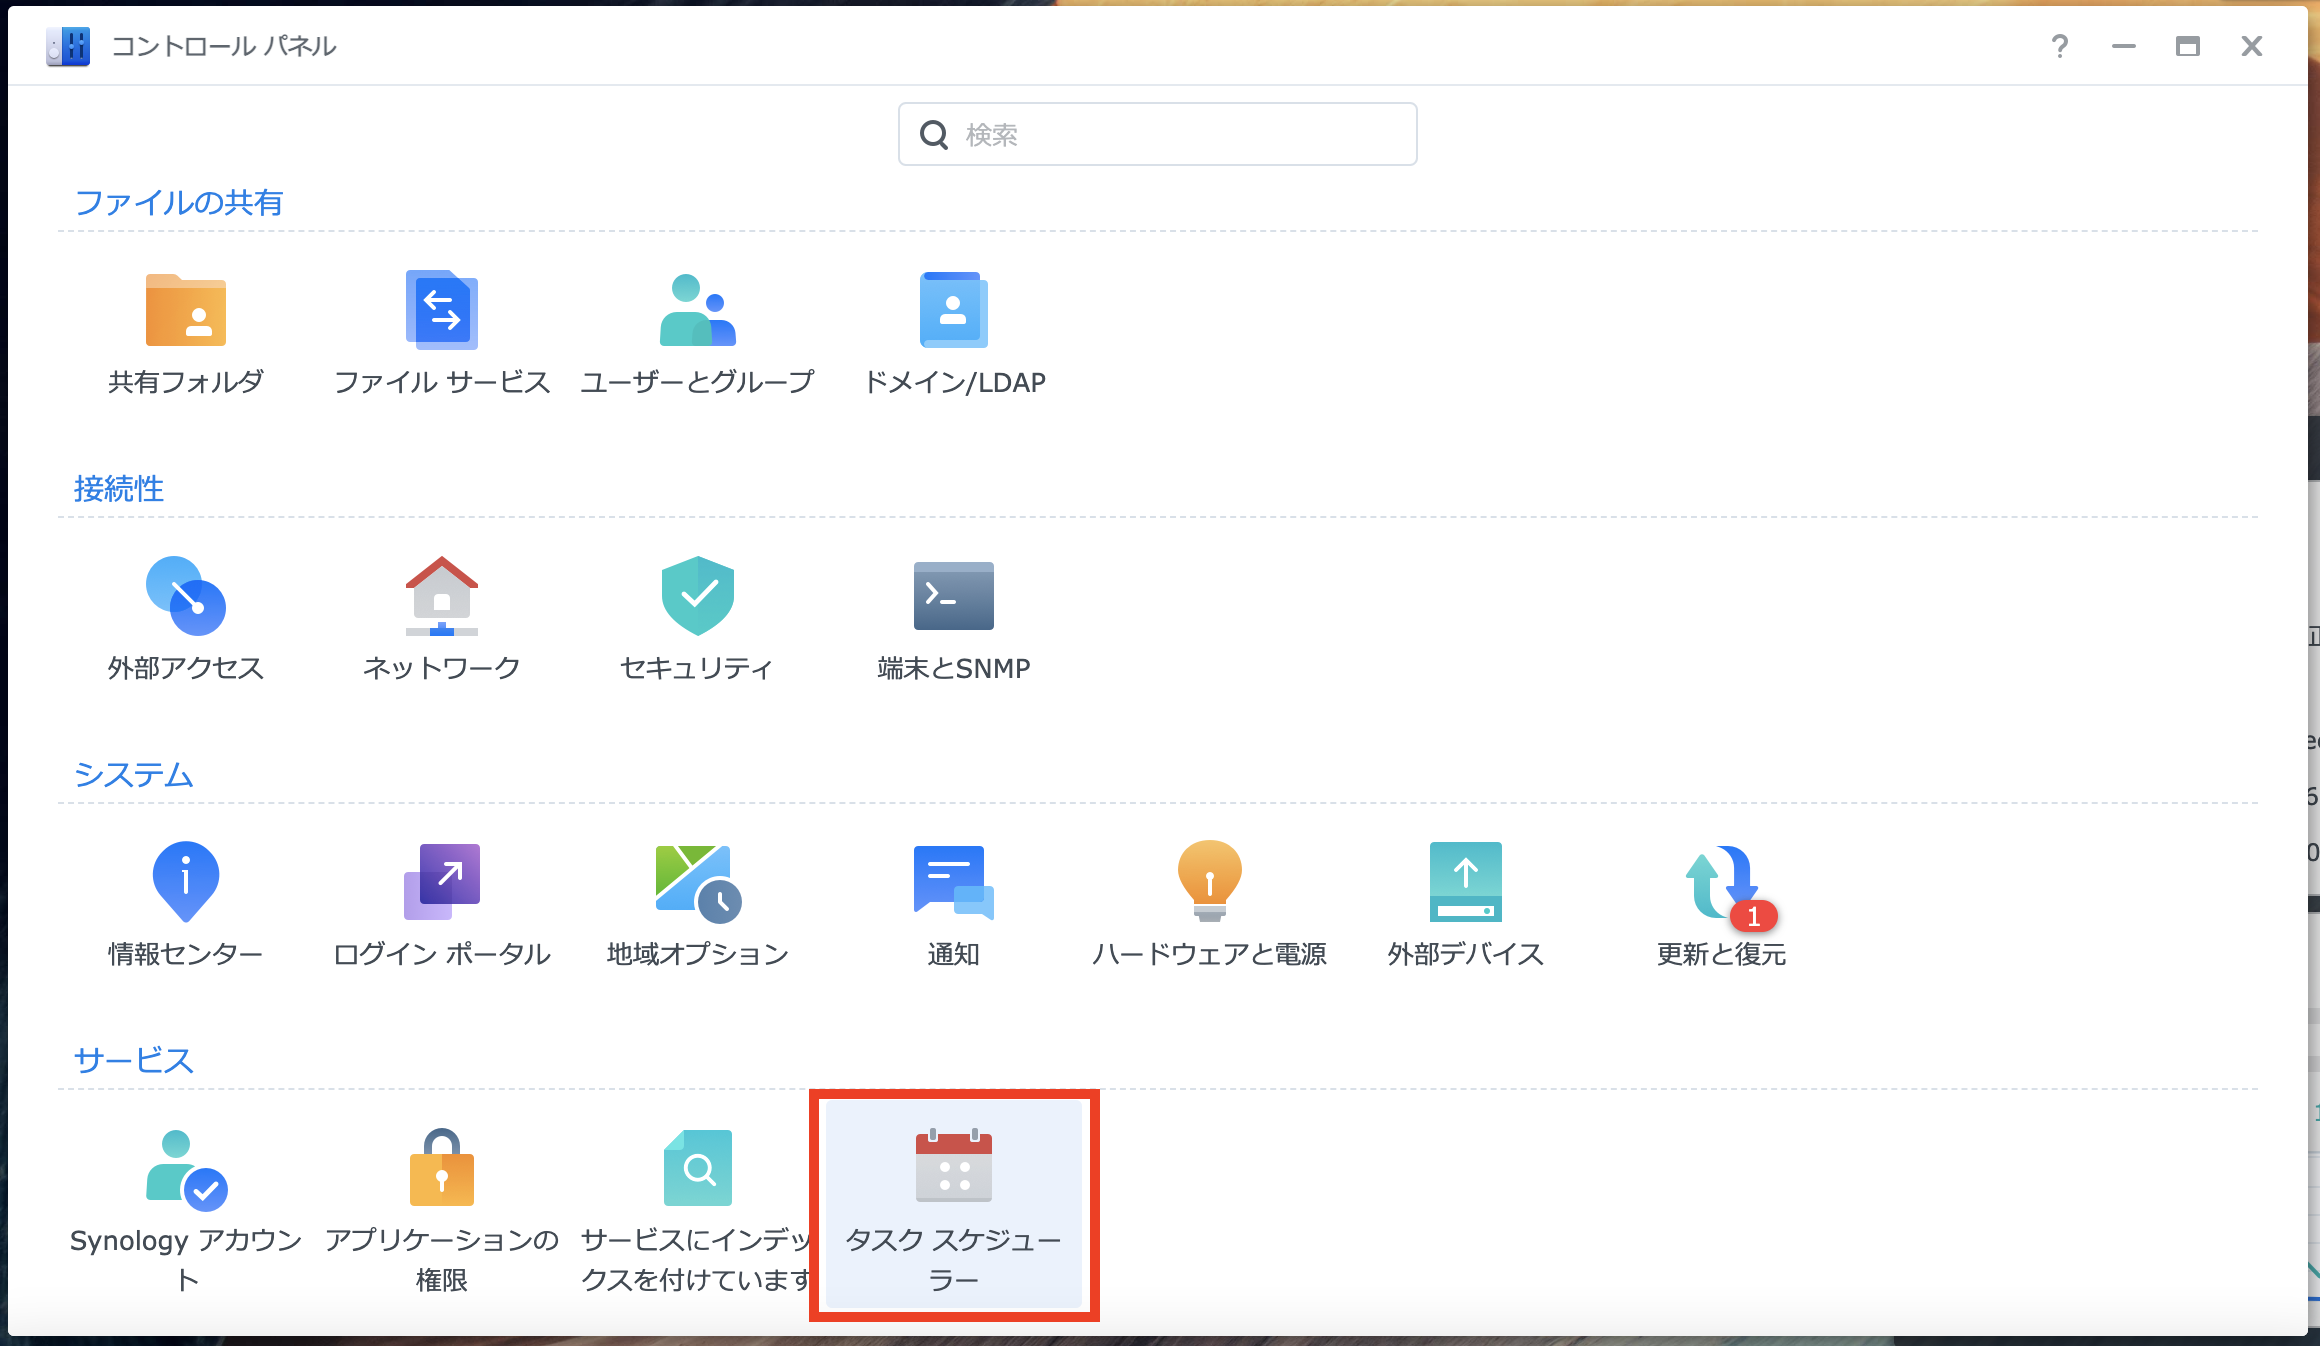 コントロール パネル
検索
ファイルの共有
共有フォルダ
ファイル サービス
ユーザーとグループ
ドメイン/LDAP
接続性
外部アクセス
ネットワーク
セキュリティ
端末とSNMP
システム
情報センター
ログイン ポータル
地域オプション
通知
ハードウェアと電源
外部デバイス
1
更新と復元
サービス
Synology アカウン
ト
アプリケーションの
権限
サービスにインデッ
クスを付けています
タスク スケジュー
ラー